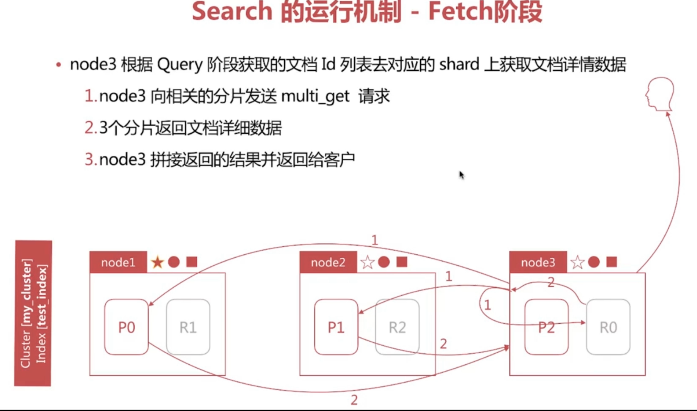 Search 的运行机制 - Fetch阶段
• node3 根据 Query 阶段获取的文档 Id 列表去对应的 shard 上获取文档详情数据
1.node3 向相关的分片发送 multi_get 请求
2.3个分片返回文档详细数据
3.node3 拼接返回的结果并返回给客户
Cluster [my_cluster]
Index [test_index]
1
node1
node2
node3
1
2
1
P0
R1
P1
R2
P2
R0
2
2